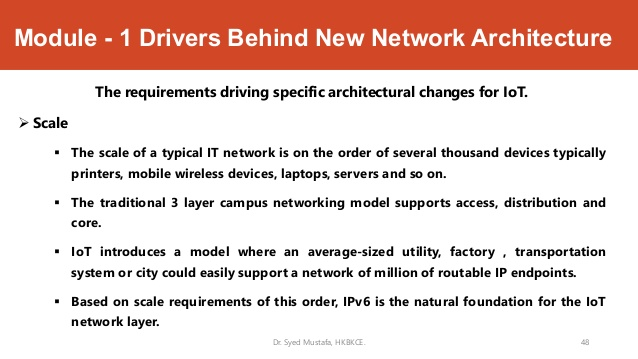 Module - 1 Drivers Behind New Network Architecture
The requirements driving specific architectural changes for IoT.
➢ Scale
▪ The scale of a typical IT network is on the order of several thousand devices typically
printers, mobile wireless devices, laptops, servers and so on.
▪ The traditional 3 layer campus networking model supports access, distribution and
core.
▪ IoT introduces a model where an average-sized utility, factory , transportation
system or city could easily support a network of million of routable IP endpoints.
▪ Based on scale requirements of this order, IPv6 is the natural foundation for the IoT
network layer.
Dr. Syed Mustafa, HKBKCE. 48